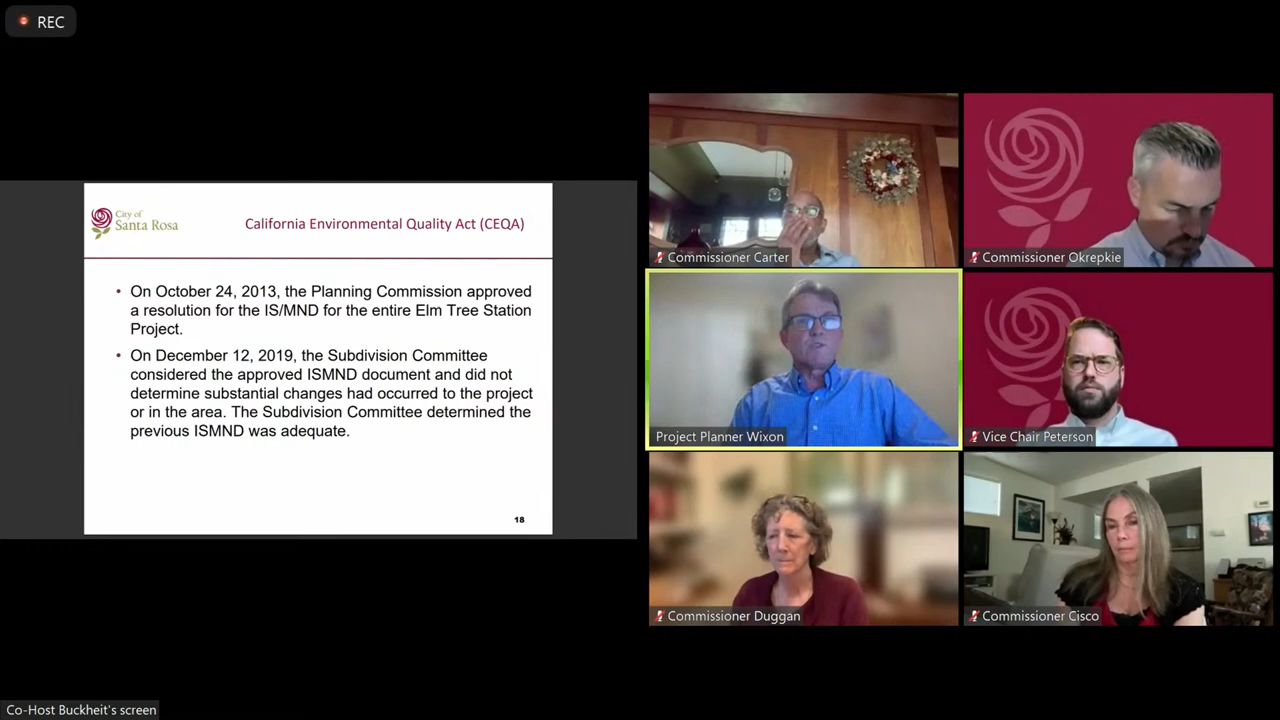 REC
City of
Santa Rosa
California Environmental Quality Act (CEQA)
• On October 24, 2013, the Planning Commission approved
a resolution for the IS/MND for the entire Elm Tree Station
Project.
• On December 12, 2019, the Subdivision Committee
considered the approved ISMND document and did not
determine substantial changes had occurred to the project
or in the area. The Subdivision Committee determined the
previous ISMND was adequate.
18
Commissioner Carter
Commissioner Okrepkie
Project Planner Wixon
Vice Chair Peterson
Commissioner Duggan
Commissioner Cisco
Co-Host Buckheit's screen